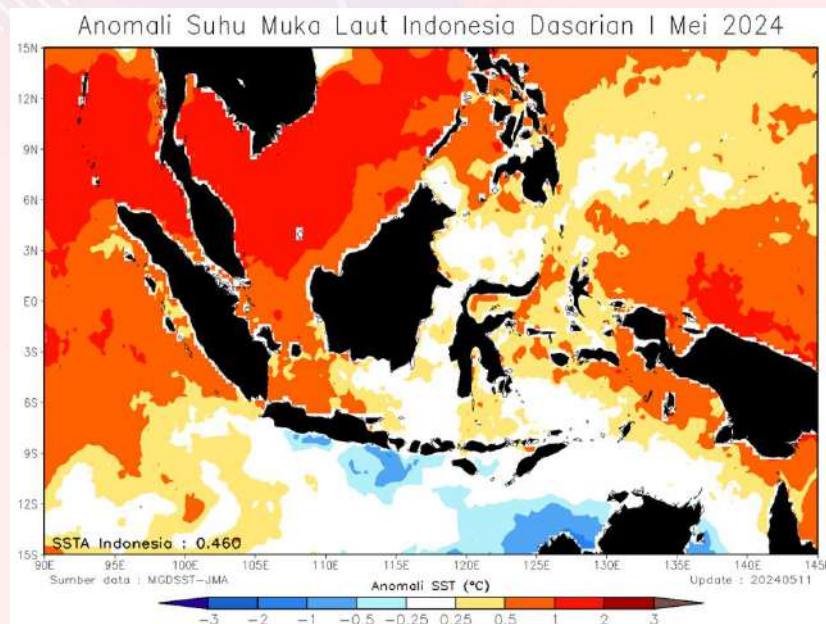 Anomali Suhu Muka Laut Indonesia Dasarian I Mei 2024
15N
12N
9N
6N
3N
EQ
3S
6S
9S
12S
15S
SSTA Indonesia : 0.460
90E 95E 100E 105E 110E 115E 120E 125E 130E 135E 140E 145E
Sumber data : MGDSST-JMA
Anomali SST (°C)
Update : 20240511
-3 -2 -1 -0.5 -0.25 0.25 0.5 1 2 3